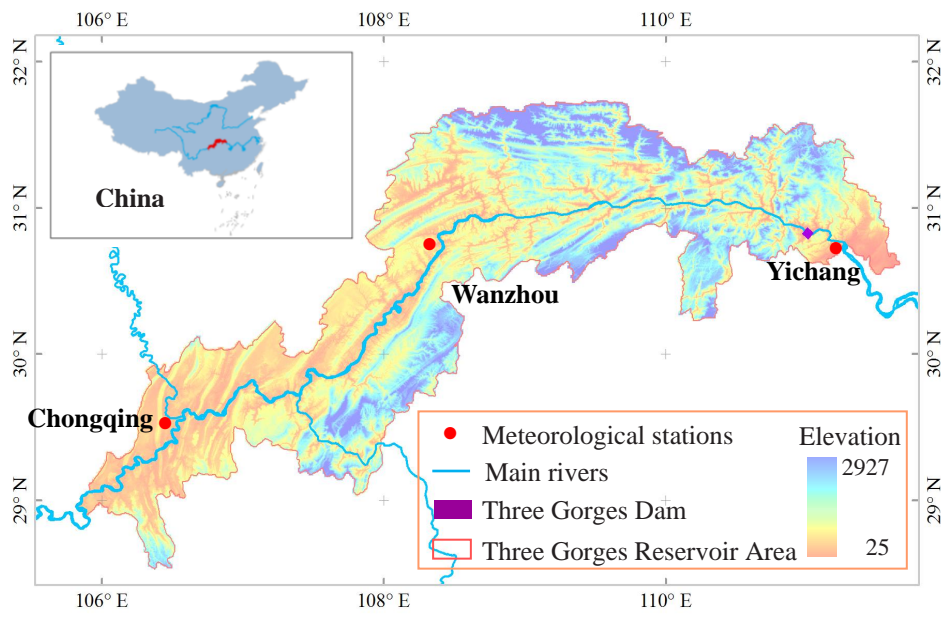 106° E
108° E
110° E
32° N
32° N
China
31° N
31° N
Yichang
Wanzhou
30° N
30° N
Chongqing
Meteorological stations
Elevation
Main rivers
2927
29° N
29° N
Three Gorges Dam
Three Gorges Reservoir Area
25
106° E
108° E
110° E